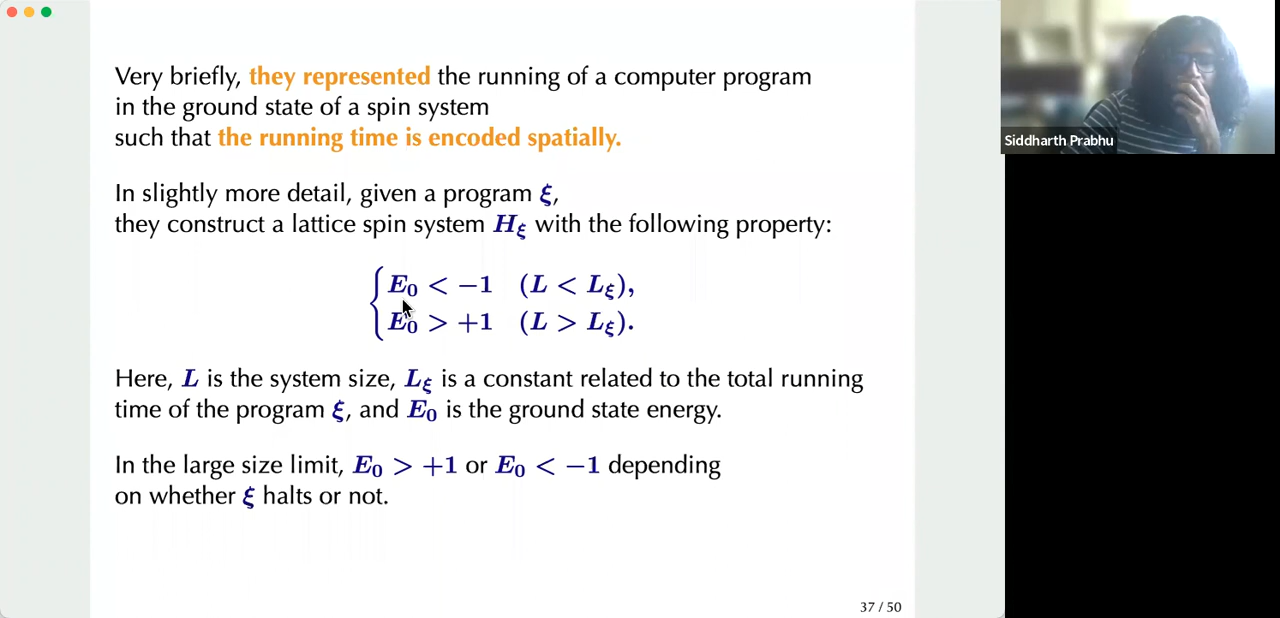 Very briefly, they represented the running of a computer program
in the ground state of a spin system
such that the running time is encoded spatially.
In slightly more detail, given a program ξ,
they construct a lattice spin system Hξ with the following property:
E₀ < −1 (L < Lξ),
E₀ > +1 (L > Lξ).
Here, L is the system size, Lξ is a constant related to the total running
time of the program ξ, and E₀ is the ground state energy.
In the large size limit, E₀ > +1 or E₀ < −1 depending
on whether ξ halts or not.
37 / 50
Siddharth Prabhu